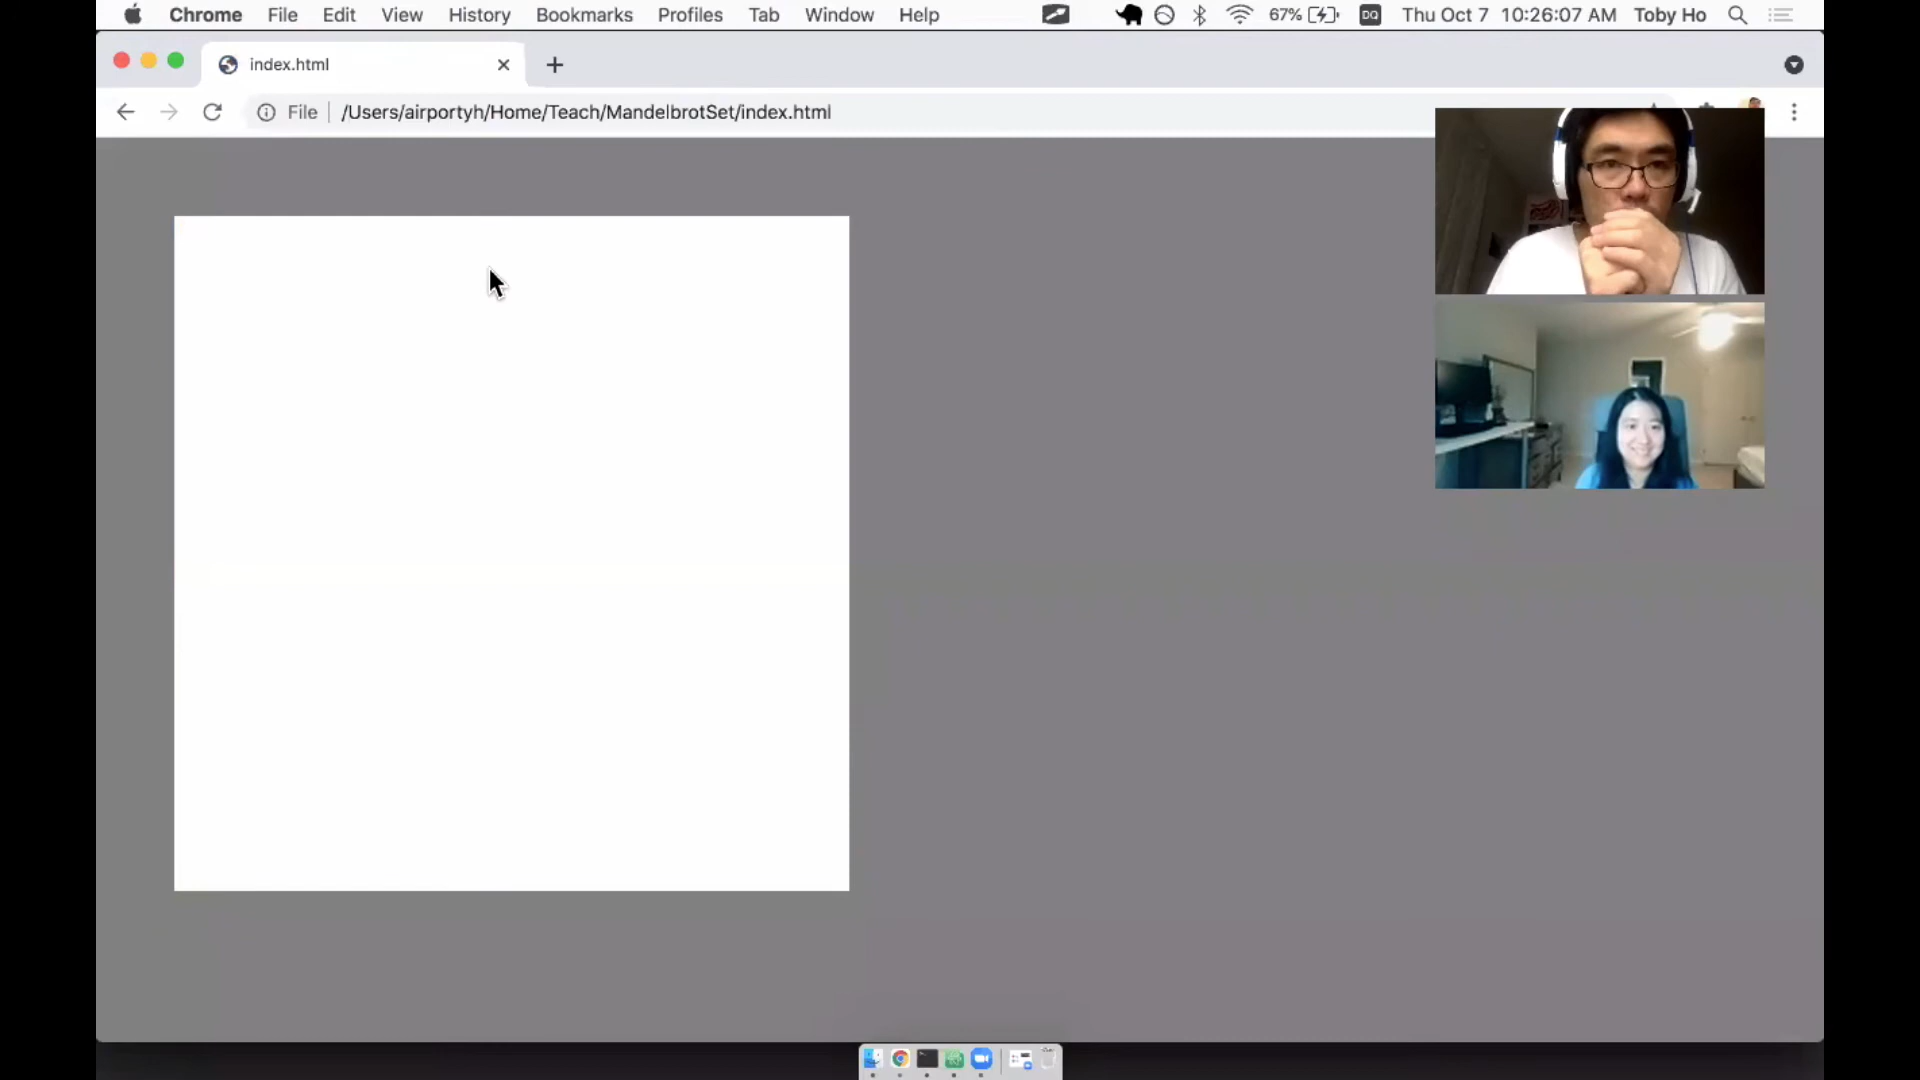 Chrome File Edit View History Bookmarks Profiles Tab Window Help 67% DQ Thu Oct 7 10:26:07 AM Toby Ho
index.html
File /Users/airportyh/Home/Teach/MandelbrotSet/index.html